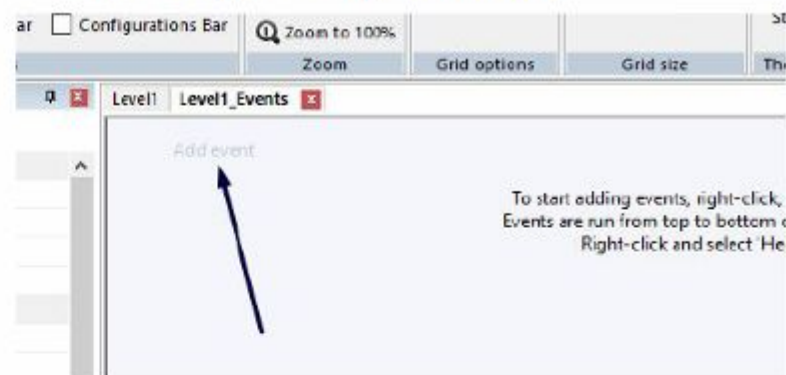 ar Configurations Bar
Zoom to 100%
St
Zoom
Grid options
Grid size
The
Level1
Level1_Events
Add event
To start adding events, right-click,
Events are run from top to bottom o
Right-click and select 'He